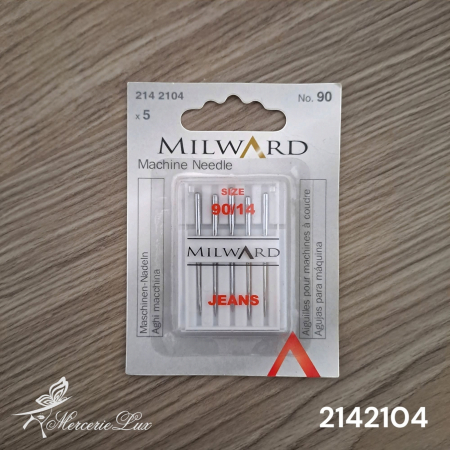 214 2104
No. 90
x 5
MILWARD
Machine Needle
SIZE
90/14
MILWARD
JEANS
Maschinen-Nadeln
Aghi macchina
Aiguilles pour machines à coudre
Agujas para máquina
MercerieLux
2142104